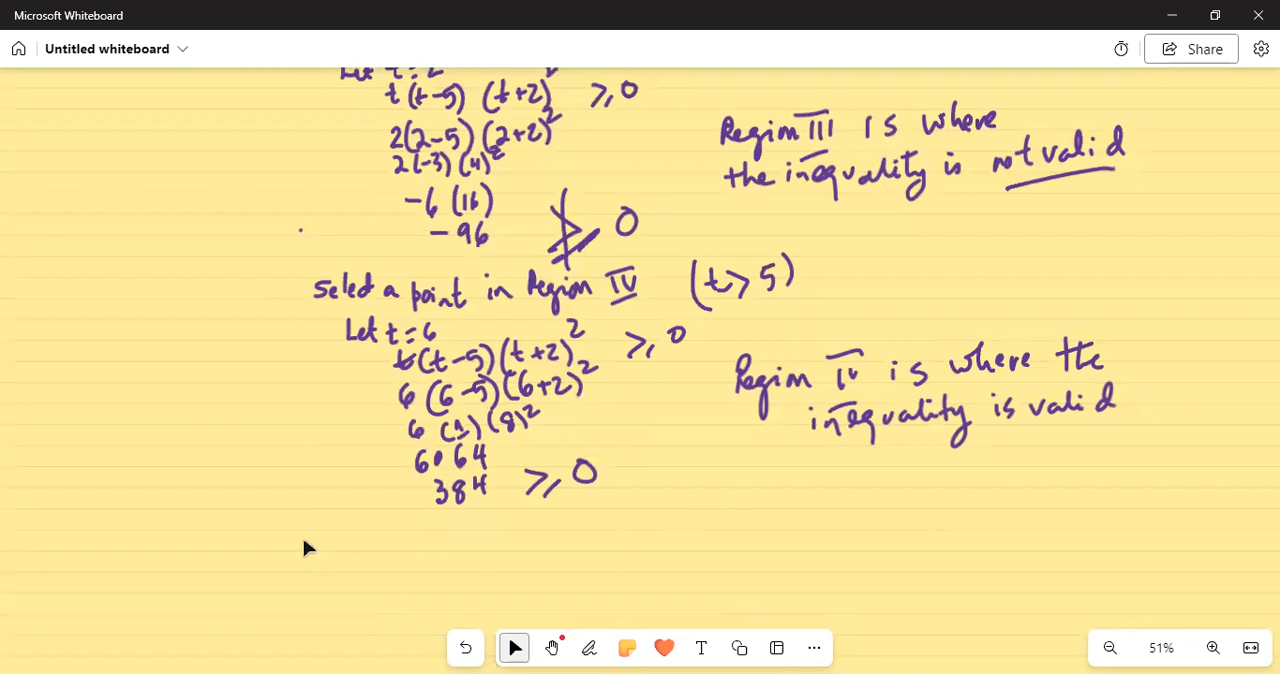 Microsoft Whiteboard
Untitled whiteboard
Share
Let t = 2
t(t-5) (t+2)² ≥ 0
2(2-5) (2+2)²
2(-3)(4)²
-6 (16)
-96 ≱ 0
Region III is where
the inequality is not valid
Select a point in Region IV (t > 5)
Let t = 6
t(t-5)(t+2)² ≥ 0
6(6-5)(6+2)²
6 (1)(8)²
6•64
384 ≥ 0
Region IV is where the
inequality is valid
51%